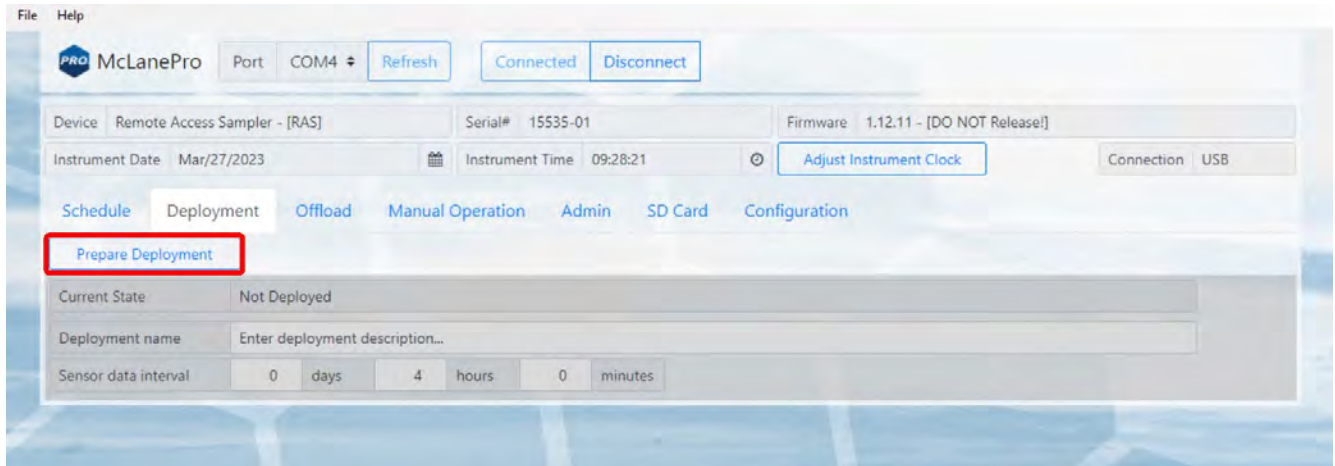 File Help
PRO McLanePro Port COM4 Refresh Connected Disconnect
Device Remote Access Sampler - [RAS] Serial# 15535-01 Firmware 1.12.11 - [DO NOT Release!]
Instrument Date Mar/27/2023 Instrument Time 09:28:21 Adjust Instrument Clock Connection USB
Schedule Deployment Offload Manual Operation Admin SD Card Configuration
Prepare Deployment
Current State Not Deployed
Deployment name Enter deployment description...
Sensor data interval 0 days 4 hours 0 minutes